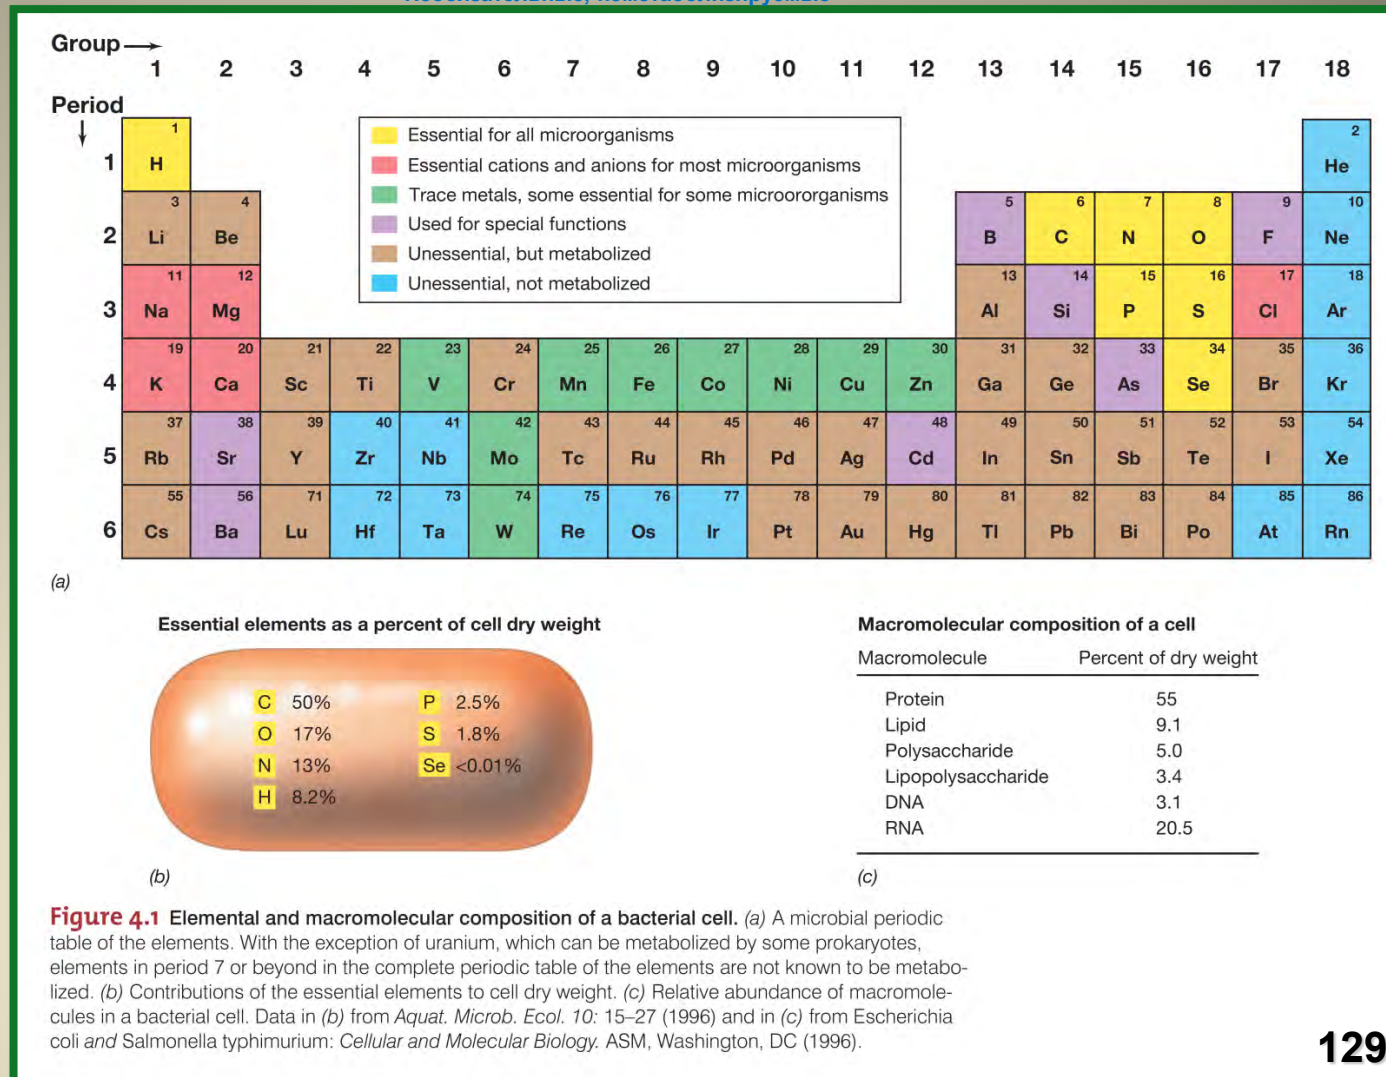 Group
1 2 3 4 5 6 7 8 9 10 11 12 13 14 15 16 17 18
Period
Essential for all microorganisms
Essential cations and anions for most microorganisms
Trace metals, some essential for some microororganisms
Used for special functions
Unessential, but metabolized
Unessential, not metabolized
1 2
1 H He
3 4 5 6 7 8 9 10
2 Li Be B C N O F Ne
11 12 13 14 15 16 17 18
3 Na Mg Al Si P S Cl Ar
19 20 21 22 23 24 25 26 27 28 29 30 31 32 33 34 35 36
4 K Ca Sc Ti V Cr Mn Fe Co Ni Cu Zn Ga Ge As Se Br Kr
37 38 39 40 41 42 43 44 45 46 47 48 49 50 51 52 53 54
5 Rb Sr Y Zr Nb Mo Tc Ru Rh Pd Ag Cd In Sn Sb Te I Xe
55 56 71 72 73 74 75 76 77 78 79 80 81 82 83 84 85 86
6 Cs Ba Lu Hf Ta W Re Os Ir Pt Au Hg Tl Pb Bi Po At Rn
(a)
Essential elements as a percent of cell dry weight
C 50% P 2.5%
O 17% S 1.8%
N 13% Se <0.01%
H 8.2%
(b)
Macromolecular composition of a cell
Macromolecule Percent of dry weight
Protein 55
Lipid 9.1
Polysaccharide 5.0
Lipopolysaccharide 3.4
DNA 3.1
RNA 20.5
(c)
Figure 4.1 Elemental and macromolecular composition of a bacterial cell. (a) A microbial periodic
table of the elements. With the exception of uranium, which can be metabolized by some prokaryotes,
elements in period 7 or beyond in the complete periodic table of the elements are not known to be metabo-
lized. (b) Contributions of the essential elements to cell dry weight. (c) Relative abundance of macromole-
cules in a bacterial cell. Data in (b) from Aquat. Microb. Ecol. 10: 15–27 (1996) and in (c) from Escherichia
coli and Salmonella typhimurium: Cellular and Molecular Biology. ASM, Washington, DC (1996).
129